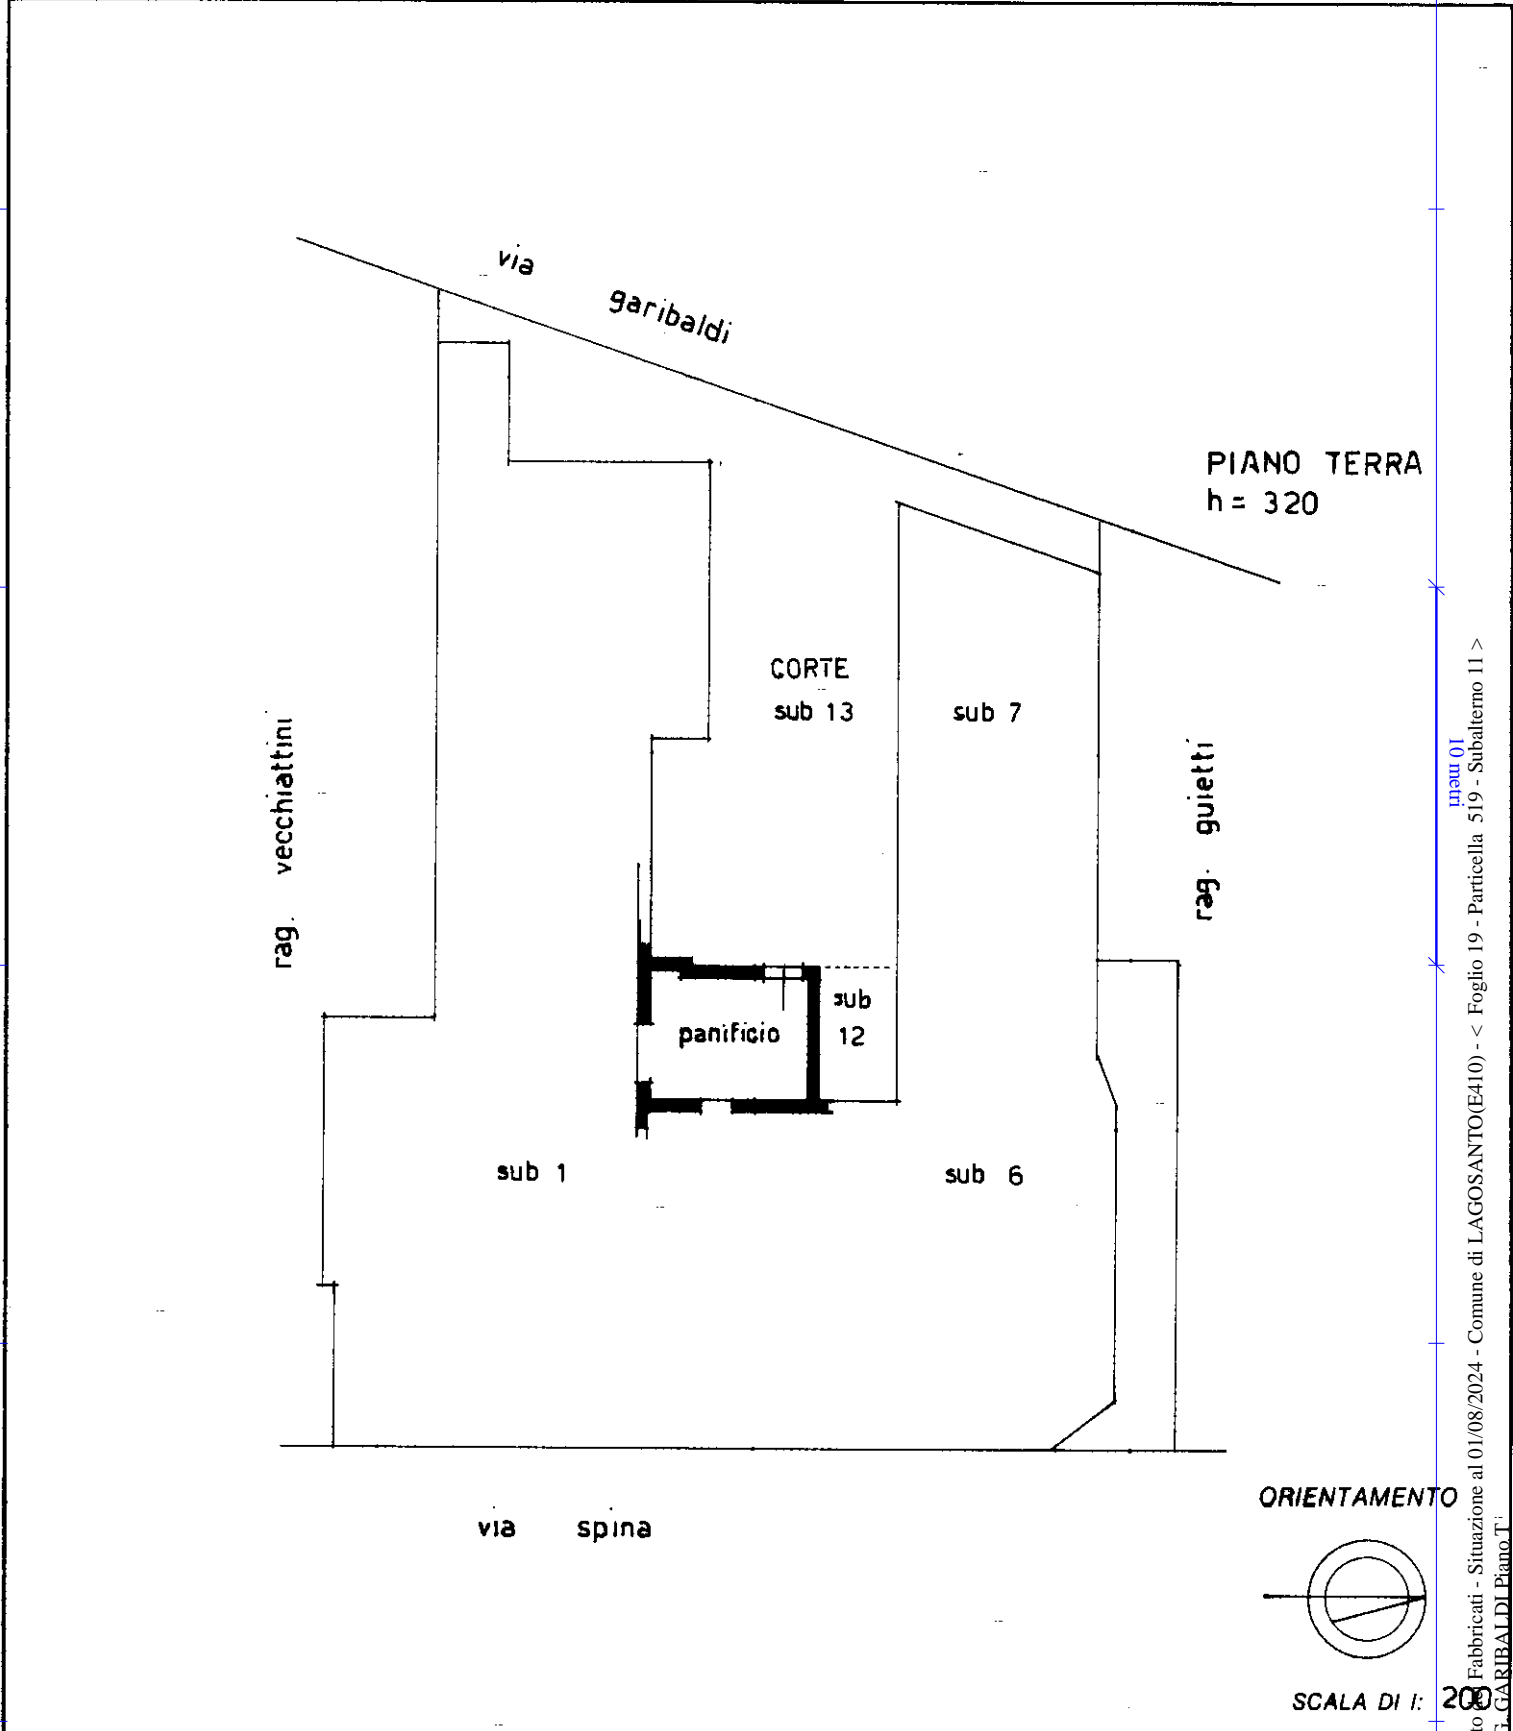 via
garibaldi
PIANO TERRA
h = 320
CORTE
sub 13
sub 7
rag. vecchiattini
rag. guietti
10 metri
sub
12
panificio
sub 1
sub 6
via spina
ORIENTAMENTO
SCALA DI I: 200
Fabbricati - Situazione al 01/08/2024 - Comune di LAGOSANTO(E410) - < Foglio 19 - Particella 519 - Subalterno 11 >
GARIBALDI Piano T